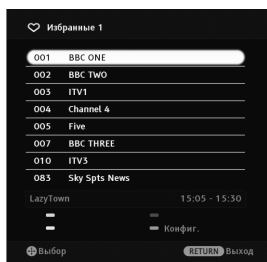 Избранные 1
001 BBC ONE
002 BBC TWO
003 ITV1
004 Channel 4
005 Five
007 BBC THREE
010 ITV3
083 Sky Spts News
LazyTown 15:05 - 15:30
Конфиг.
Выбор RETURN Выход